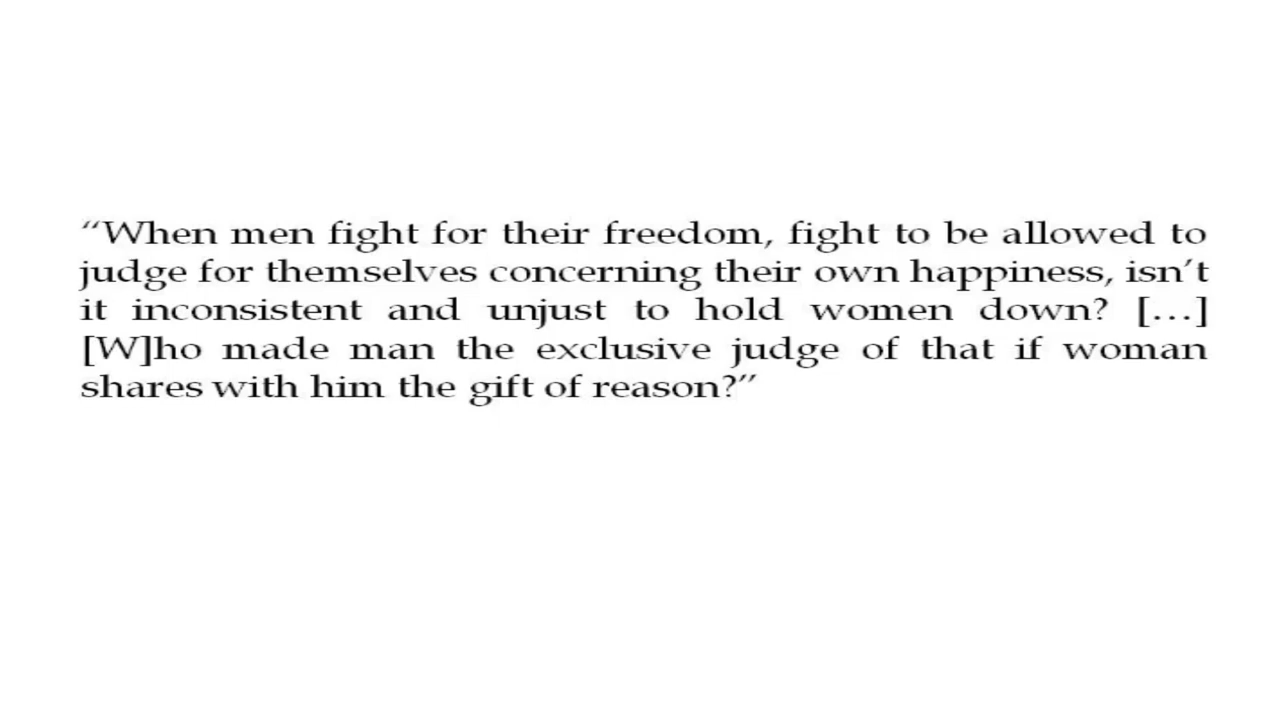 “When men fight for their freedom, fight to be allowed to
judge for themselves concerning their own happiness, isn’t
it inconsistent and unjust to hold women down? […]
[W]ho made man the exclusive judge of that if woman
shares with him the gift of reason?”